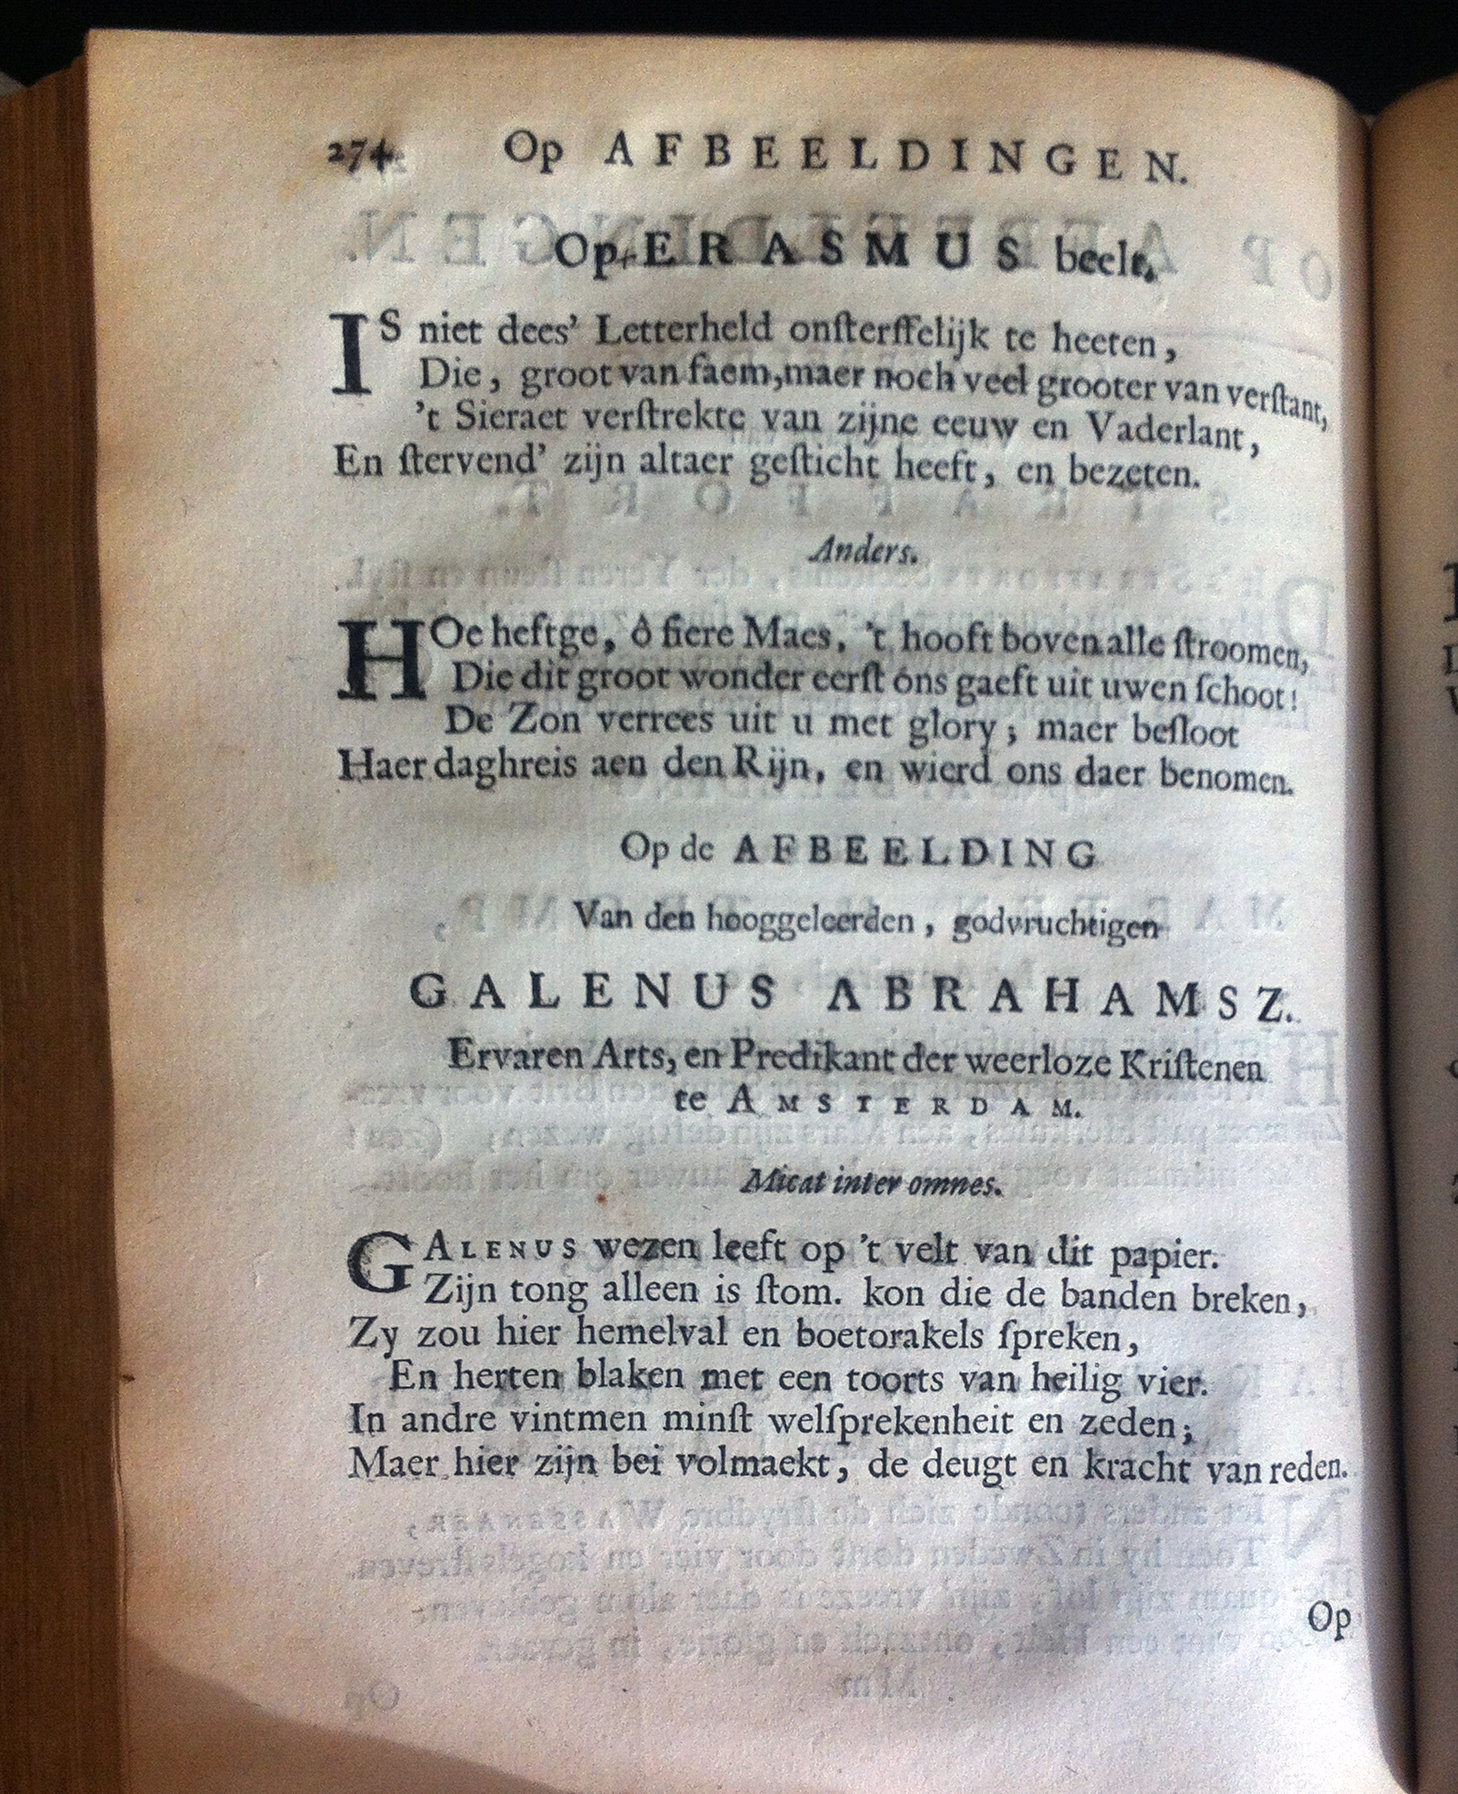 274 Op AFBEELDINGEN.
Op ERASMUS beelt.
IS niet dees' Letterheld onſterffelijk te heeten,
Die, groot van faem, maer noch veel grooter van verſtant,
't Sieraet verſtrekte van zijne eeuw en Vaderlant,
En ſtervend' zijn altaer geſticht heeft, en bezeten.
Anders.
HOe heftge, ô fiere Maes, 't hooft boven alle ſtroomen,
Die dit groot wonder eerſt ons gaeft uit uwen ſchoot!
De Zon verrees uit u met glory; maer beſloot
Haer daghreis aen den Rijn, en wierd ons daer benomen.
Op de AFBEELDING
Van den hooggeleerden, godvruchtigen
GALENUS ABRAHAMSZ.
Ervaren Arts, en Predikant der weerloze Kriſtenen
te AMSTERDAM.
Micat inter omnes.
GALENUS wezen leeft op 't velt van dit papier.
Zijn tong alleen is ſtom. kon die de banden breken,
Zy zou hier hemelval en boetorakels ſpreken,
En herten blaken met een toorts van heilig vier.
In andre vintmen minſt welſprekenheit en zeden;
Maer hier zijn bei volmaekt, de deugt en kracht van reden.
Op